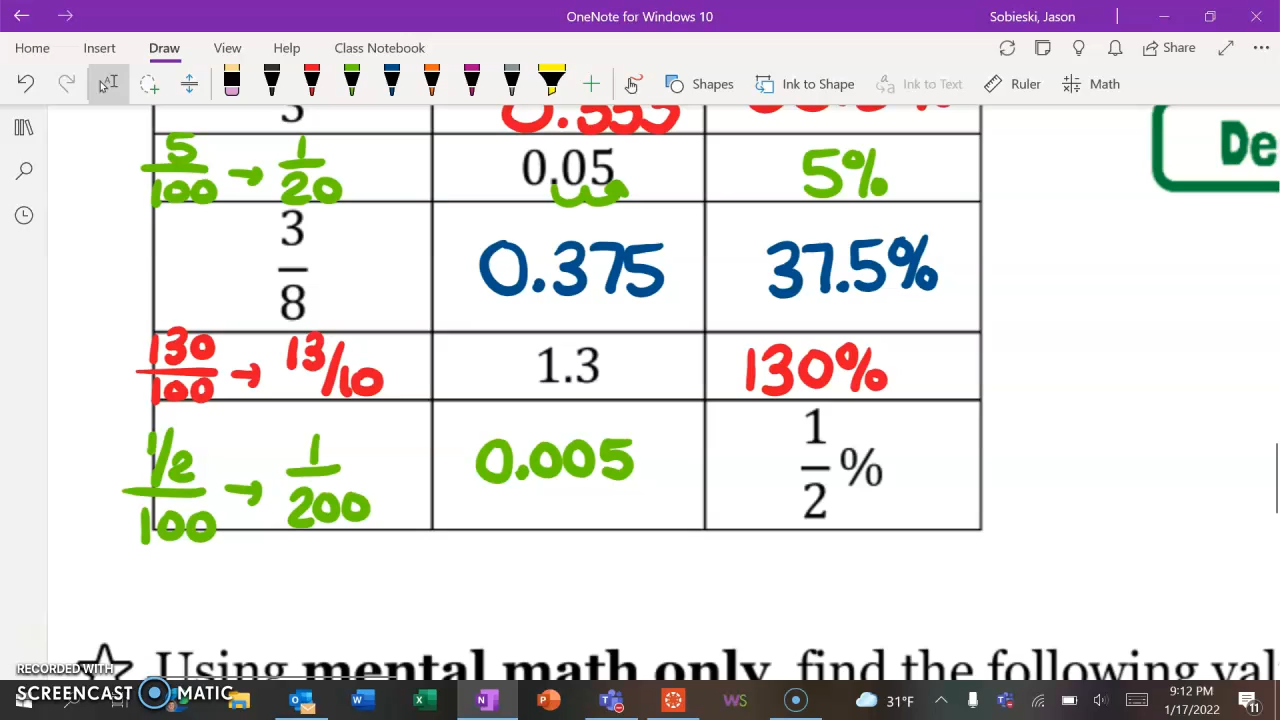 OneNote for Windows 10
Sobieski, Jason
Home Insert Draw View Help Class Notebook Share
Shapes Ink to Shape Ink to Text Ruler Math
3 0.333
5/100 → 1/20 0.05 5%
De
3/8 0.375 37.5%
130/100 → 13/10 1.3 130%
1/2/100 → 1/200 0.005 1/2 %
Using mental math only, find the following val
RECORDED WITH
SCREENCAST MATIC
WS
31°F
9:12 PM
1/17/2022
11